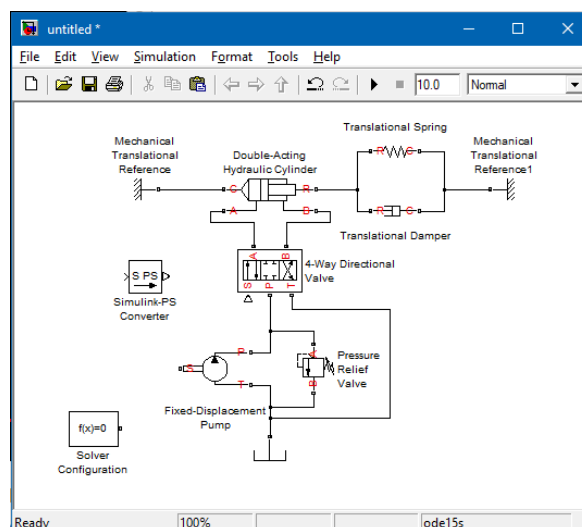 untitled *
File Edit View Simulation Format Tools Help
10.0 Normal
Translational Spring
Mechanical
Translational
Reference
Double-Acting
Hydraulic Cylinder
Mechanical
Translational
Reference1
R C
C R
A B
R C
Translational Damper
A B
S P T
4-Way Directional
Valve
S PS
Simulink-PS
Converter
P
S
T
A
B
Pressure
Relief
Valve
Fixed-Displacement
Pump
f(x)=0
Solver
Configuration
Ready 100% ode15s